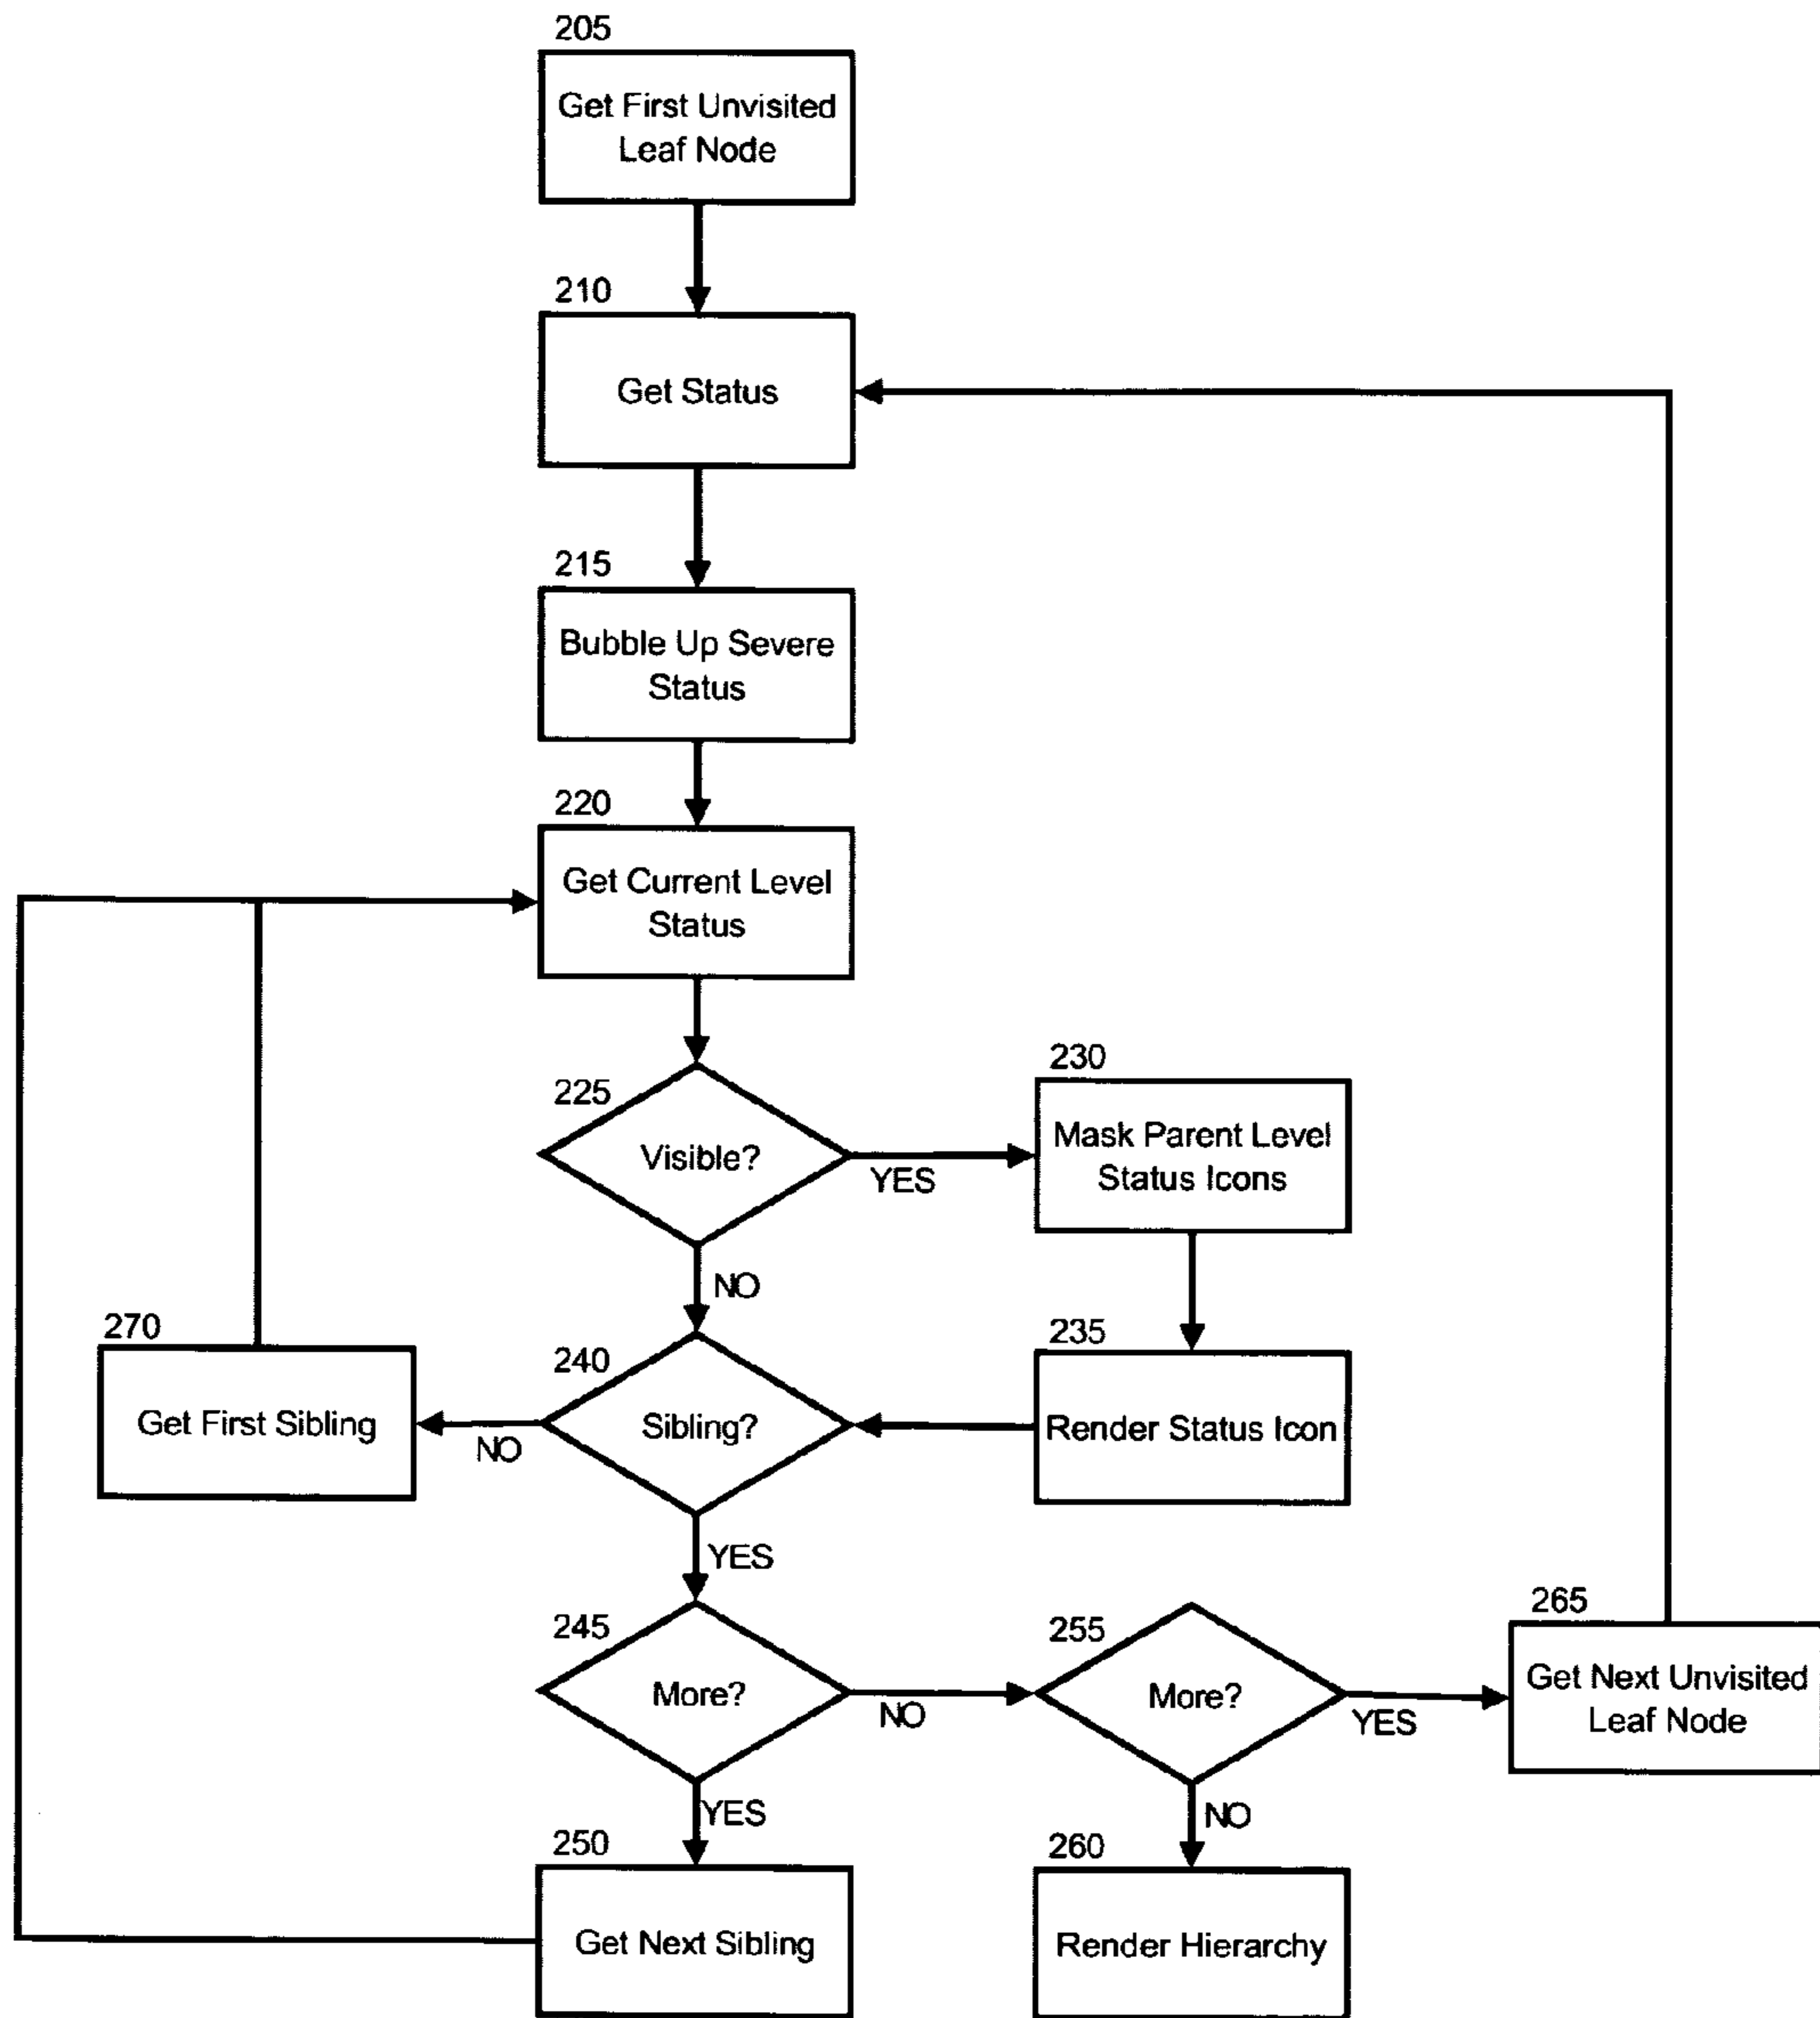 205
Get First Unvisited
Leaf Node
210
Get Status
215
Bubble Up Severe
Status
220
Get Current Level
Status
225
Visible?
YES
NO
230
Mask Parent Level
Status Icons
235
Render Status Icon
240
Sibling?
NO
YES
270
Get First Sibling
245
More?
NO
YES
255
More?
YES
NO
265
Get Next Unvisited
Leaf Node
250
Get Next Sibling
260
Render Hierarchy